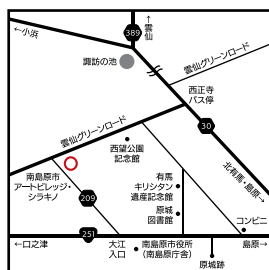 ←小浜
←雲仙
389
諏訪の池
雲仙グリーンロード
西正寺
バス停
雲仙グリーンロード
西望公園
記念館
30
北有馬・島原→
南島原市
アートビレッジ・
シラキノ
有馬
キリシタン
遺産記念館
209
原城
図書館
コンビニ
251
←口之津
大江
入口
南島原市役所
(南島原庁舎)
島原→
原城跡